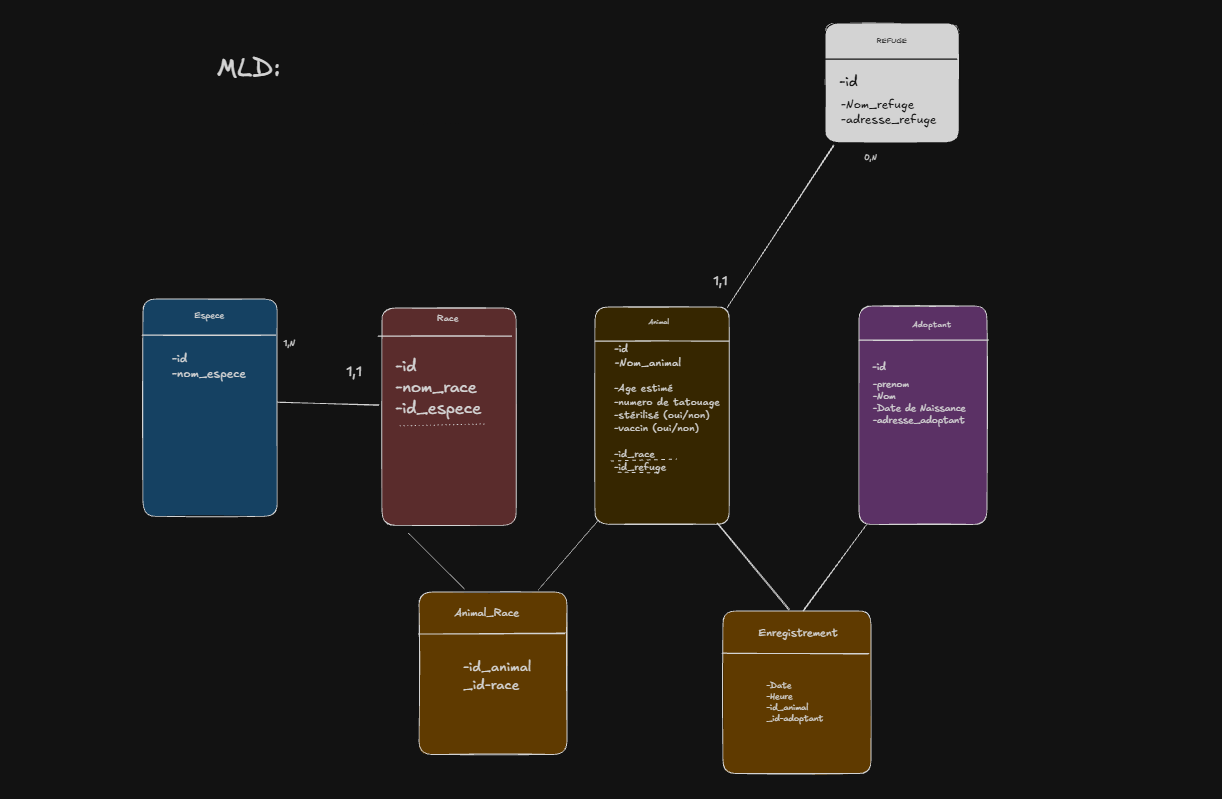 MLD:
REFUGE
-id
-Nom_refuge
-adresse_refuge
0,N
1,1
Espece
-id
-nom_espece
1,N
1,1
Race
-id
-nom_race
-id_espece
Animal
-id
-Nom_animal
-Age estimé
-numero de tatouage
-stérilisé (oui/non)
-vaccin (oui/non)
-id_race
-id_refuge
Adoptant
-id
-prenom
-Nom
-Date de Naissance
-adresse_adoptant
Animal_Race
-id_animal
_id-race
Enregistrement
-Date
-Heure
-id_animal
_id-adoptant